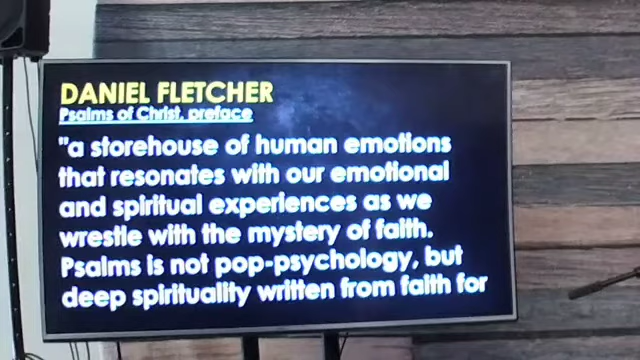 DANIEL FLETCHER
Psalms of Christ, preface
"a storehouse of human emotions
that resonates with our emotional
and spiritual experiences as we
wrestle with the mystery of faith.
Psalms is not pop-psychology, but
deep spirituality written from faith for